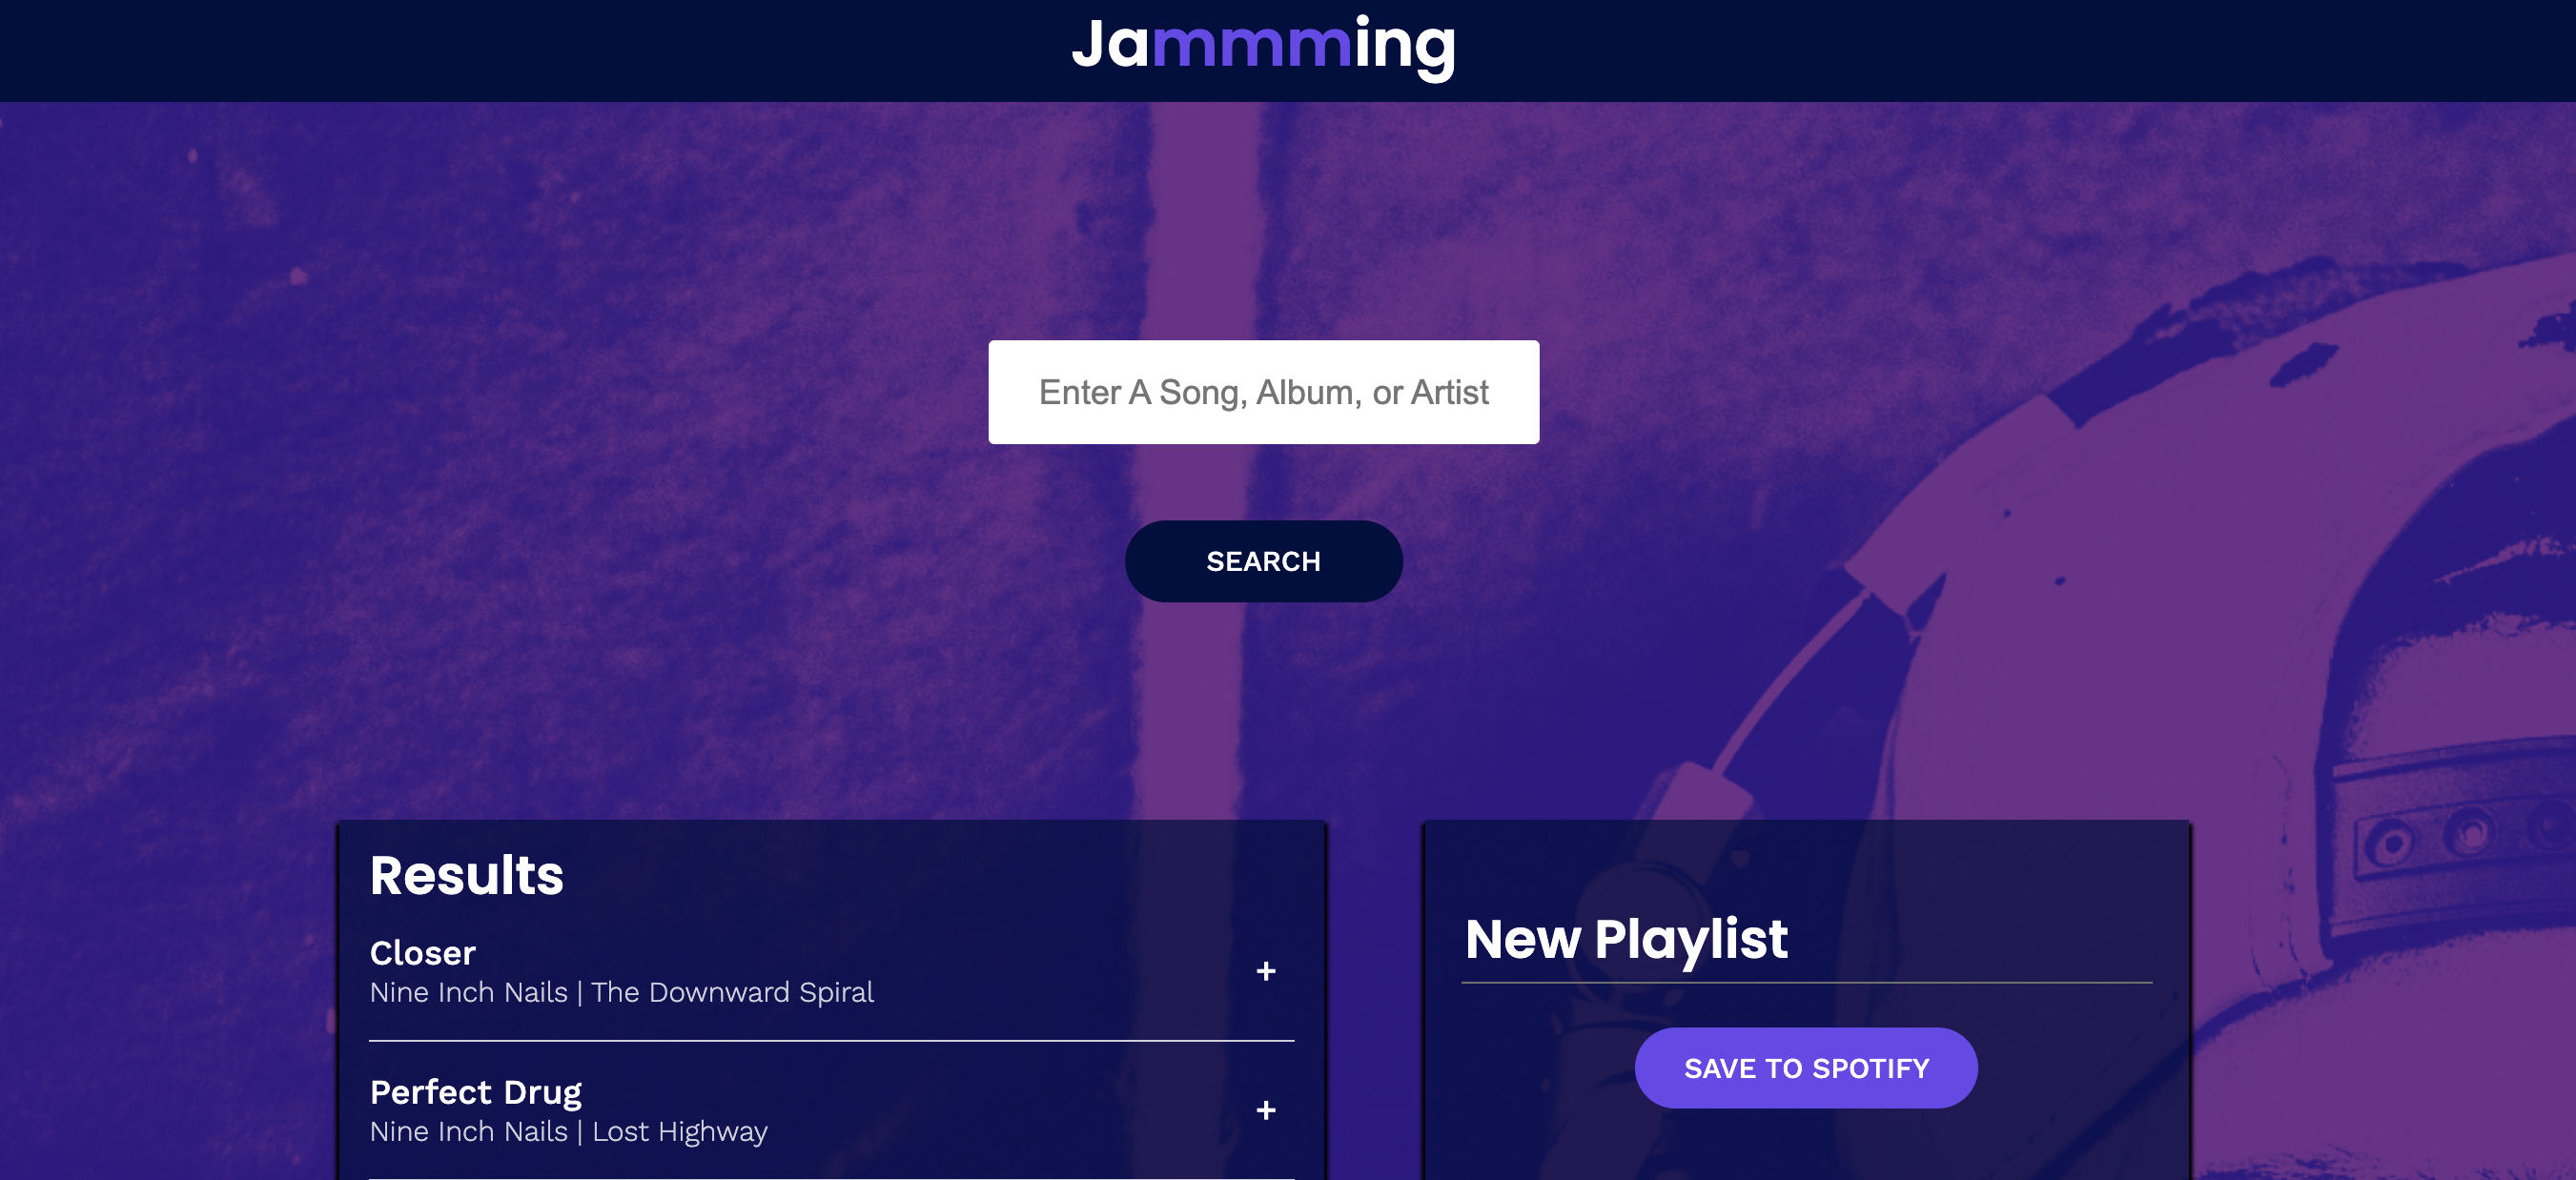 Jammming
Enter A Song, Album, or Artist
SEARCH
Results
Closer
Nine Inch Nails | The Downward Spiral
+
Perfect Drug
Nine Inch Nails | Lost Highway
+
New Playlist
SAVE TO SPOTIFY